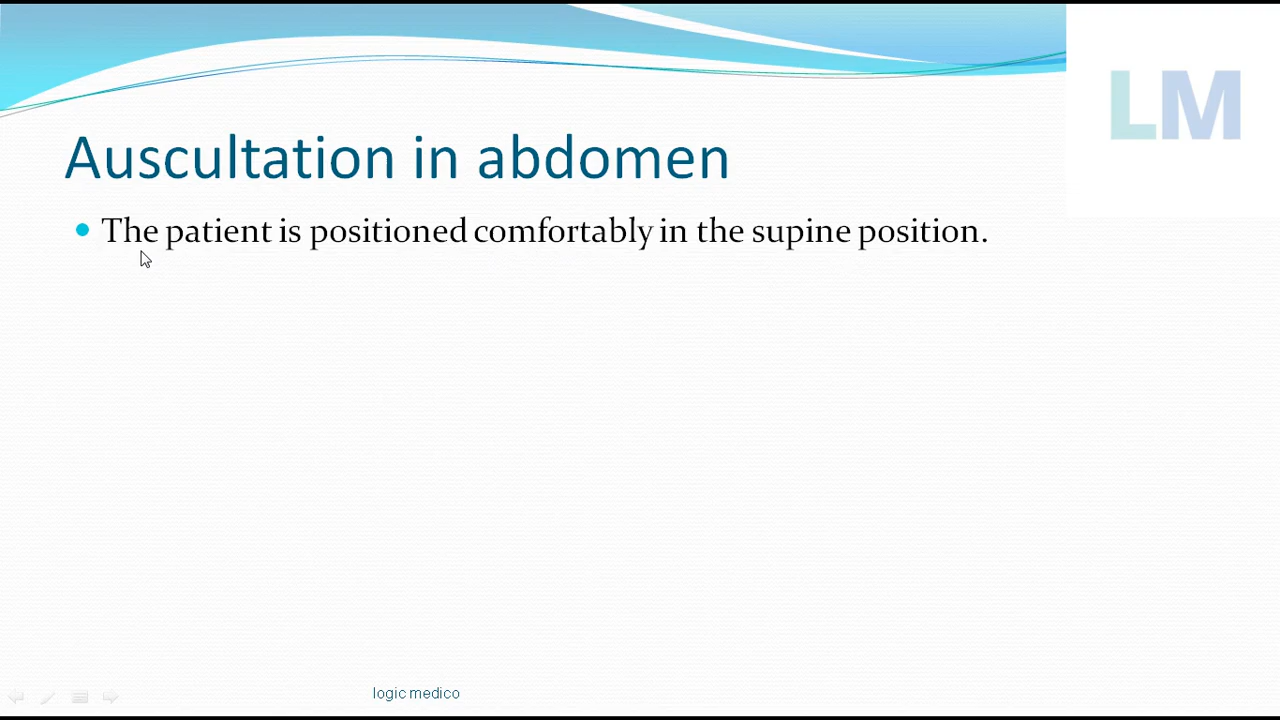 LM
Auscultation in abdomen
The patient is positioned comfortably in the supine position.
logic medico